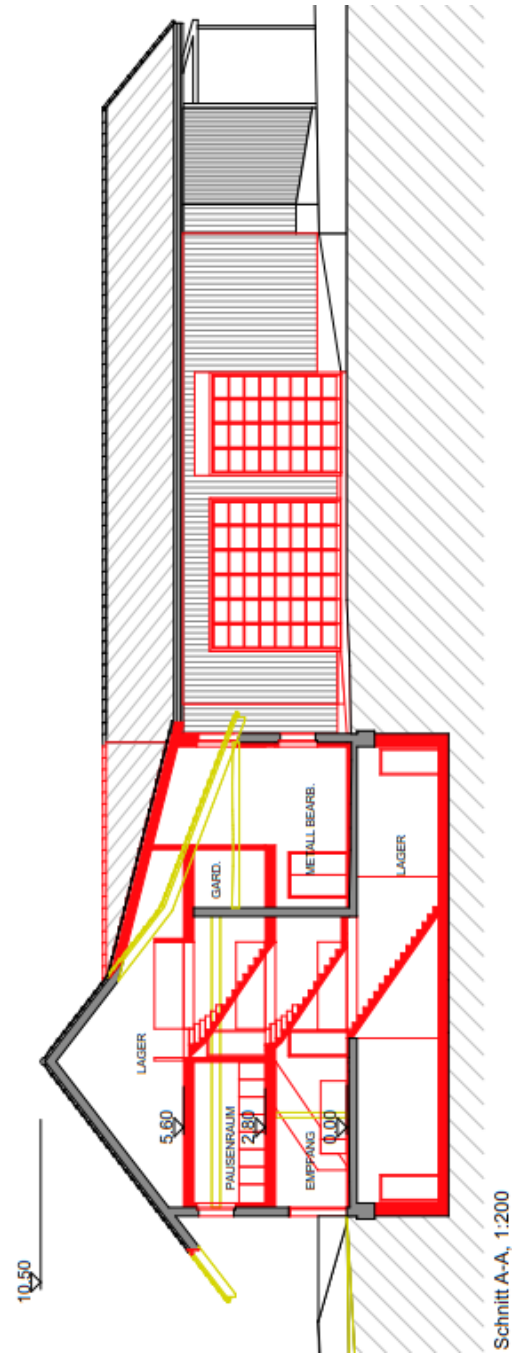 10.50
LAGER
5.60
PAUSENRAUM
GARD.
2.80
EMPFANG
METALL BEARB.
0.00
LAGER
Schnitt A-A, 1:200